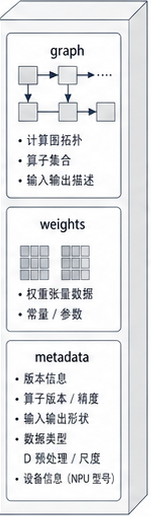 graph
• 计算图拓扑
• 算子集合
• 输入输出描述
weights
• 权重张量数据
• 常量 / 参数
metadata
• 版本信息
• 算子版本 / 精度
• 输入输出形状
• 数据类型
D 预处理 / 尺度
• 设备信息（NPU 型号）